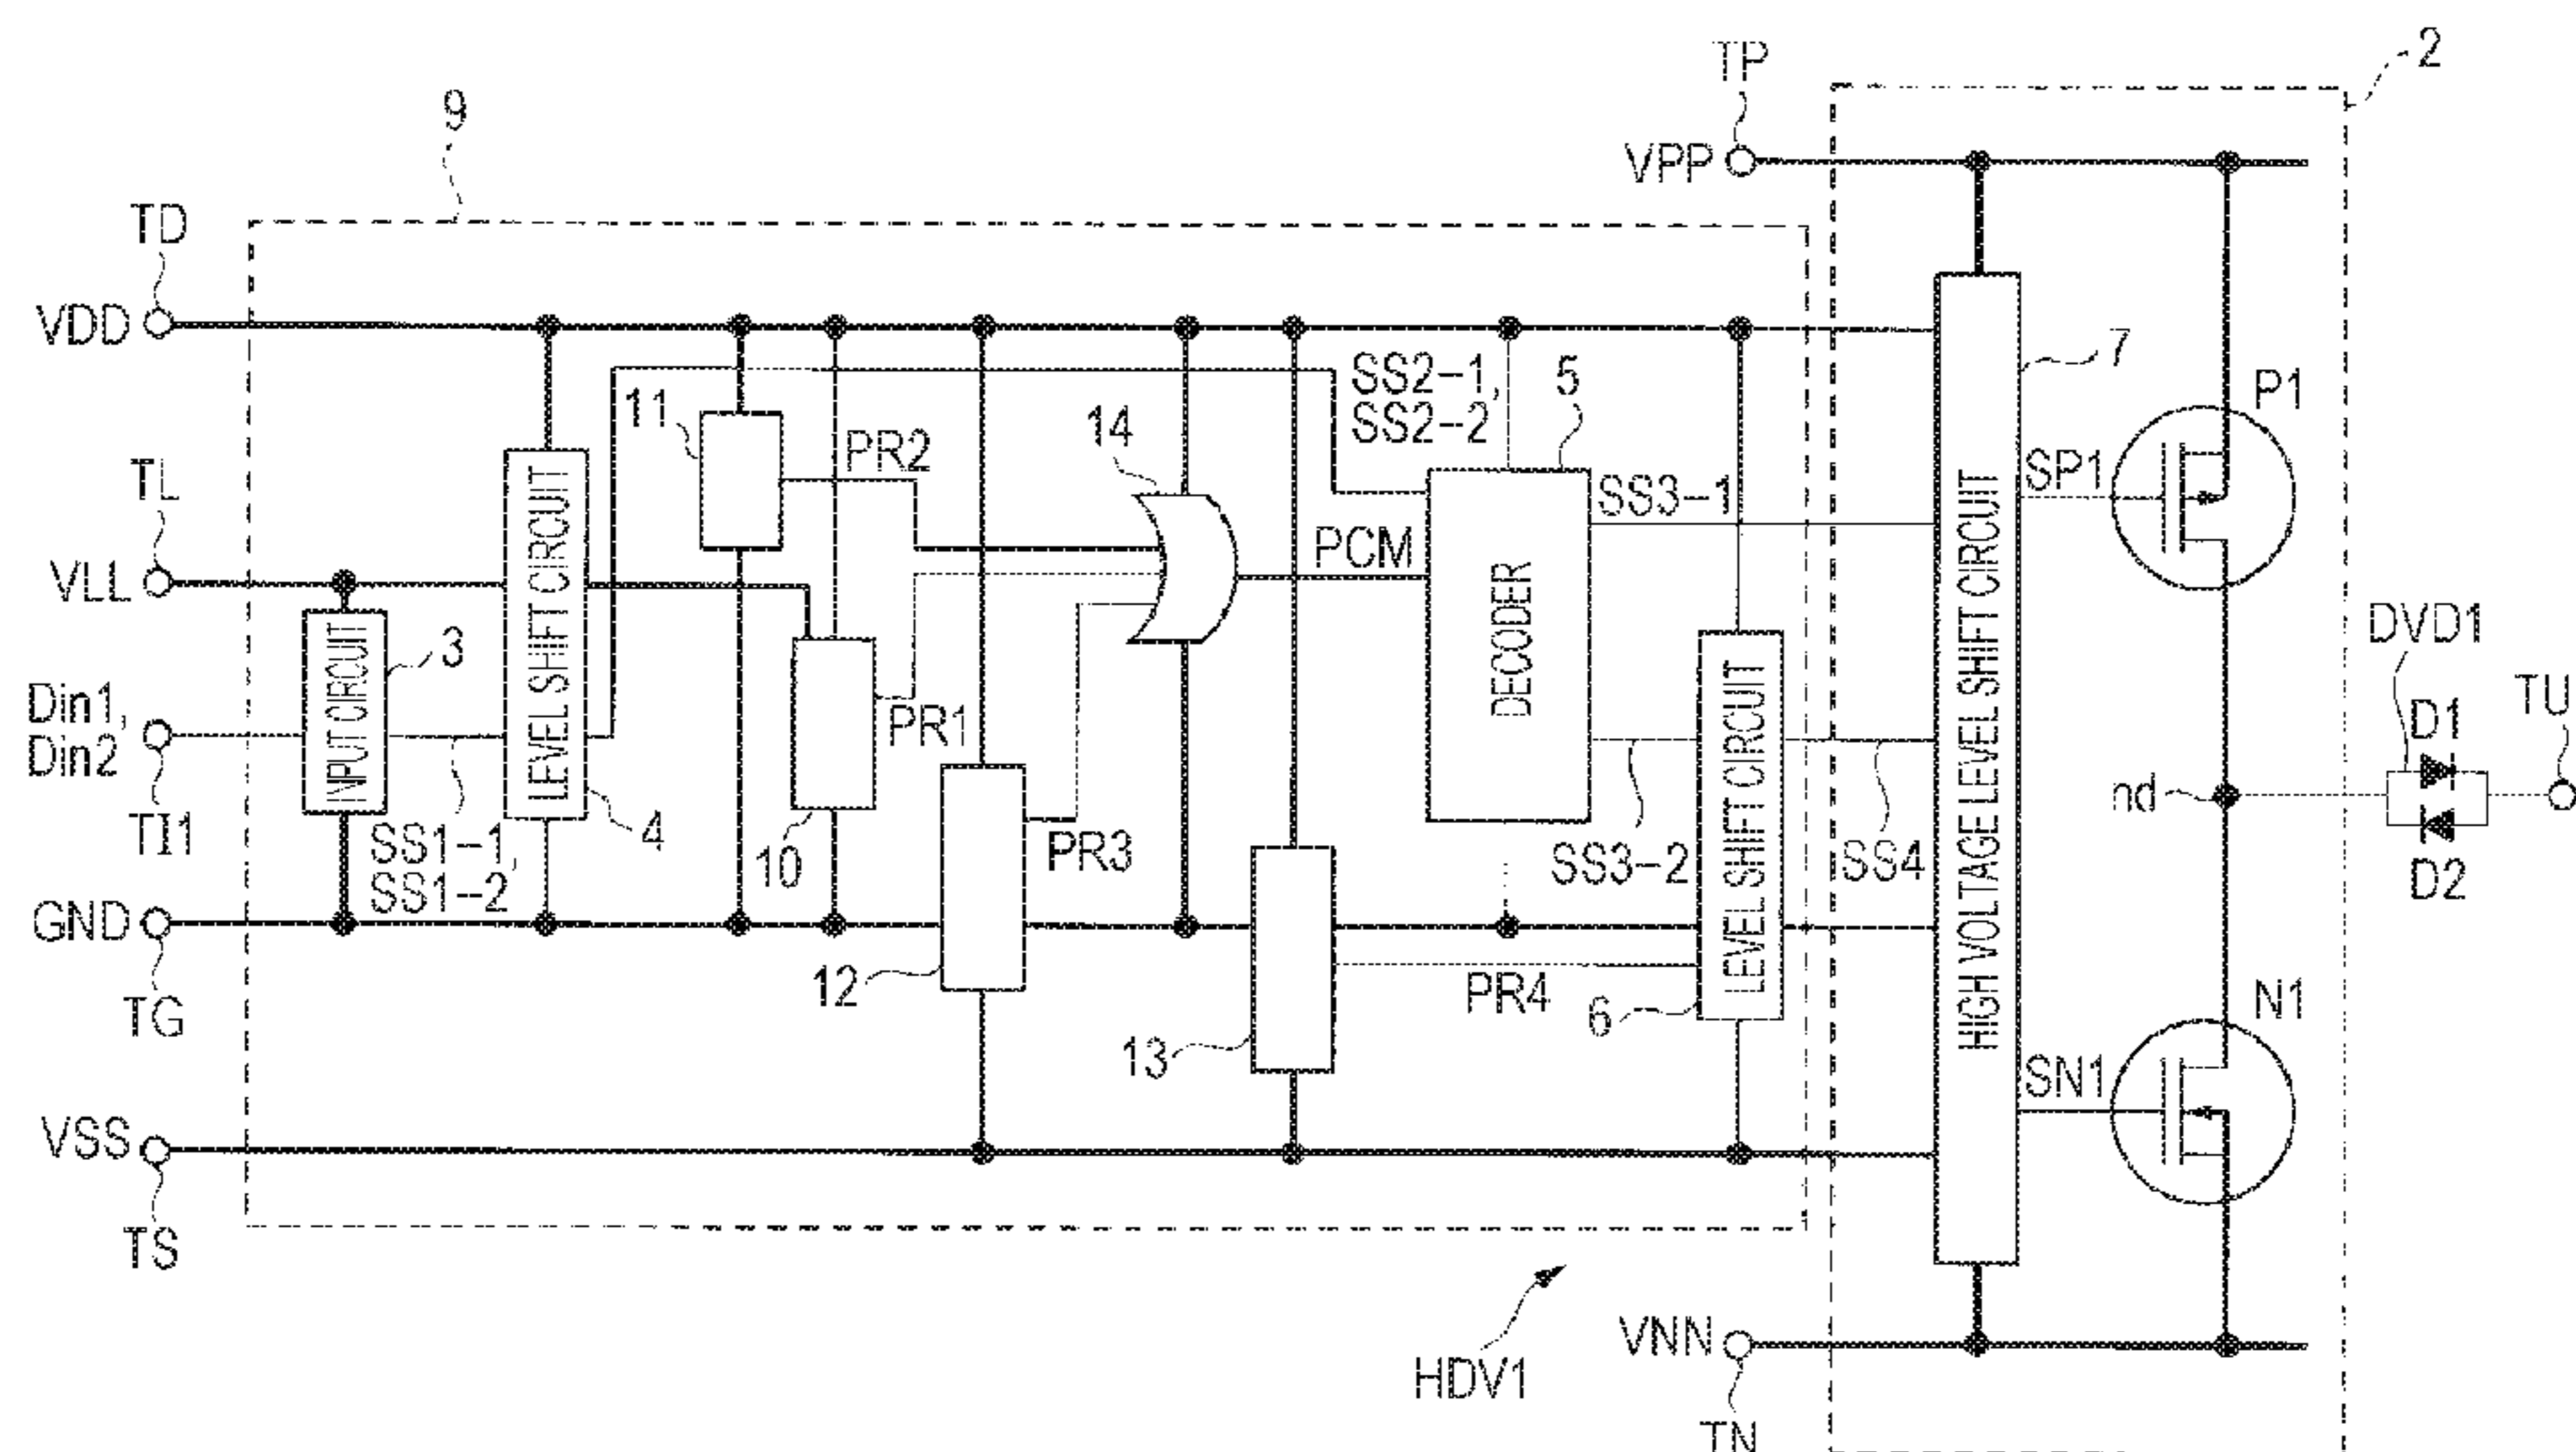 2
TP
9
VPP
TD
VDD
7
SS2-1,
SS2-2
5
P1
11
14
PR2
TL
SS3-1
SP1
VLL
PCM
LEVEL SHIFT CIRCUIT
DECODER
HIGH VOLTAGE LEVEL SHIFT CIRCUIT
DVD1
3
INPUT CIRCUIT
Din1,
Din2
PR1
LEVEL SHIFT CIRCUIT
D1
TU
nd
TI1
SS1-1,
SS1-2
4
10
PR3
SS3-2
SS4
D2
GND
TG
12
PR4
6
N1
13
SN1
VSS
TS
VNN
HDV1
TN